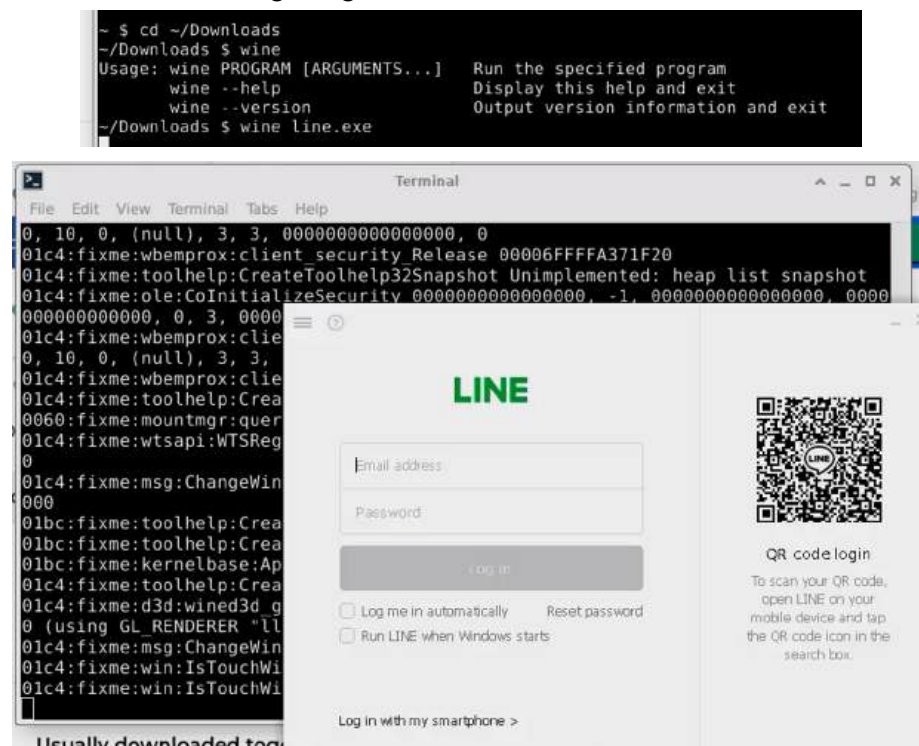 ~ $ cd ~/Downloads
~/Downloads $ wine
Usage: wine PROGRAM [ARGUMENTS...]   Run the specified program
       wine --help                   Display this help and exit
       wine --version                Output version information and exit
~/Downloads $ wine line.exe
Terminal
File Edit View Terminal Tabs Help
0, 10, 0, (null), 3, 3, 0000000000000000, 0
01c4:fixme:wbemprox:client_security_Release 00006FFFFA371F20
01c4:fixme:toolhelp:CreateToolhelp32Snapshot Unimplemented: heap list snapshot
01c4:fixme:ole:CoInitializeSecurity 0000000000000000, -1, 0000000000000000, 0000
000000000000, 0, 3, 0000
01c4:fixme:wbemprox:clie
0, 10, 0, (null), 3, 3,
01c4:fixme:wbemprox:clie
01c4:fixme:toolhelp:Crea
0060:fixme:mountmgr:quer
01c4:fixme:wtsapi:WTSReg
0
01c4:fixme:msg:ChangeWin
000
01bc:fixme:toolhelp:Crea
01bc:fixme:toolhelp:Crea
01bc:fixme:kernelbase:Ap
01c4:fixme:toolhelp:Crea
01c4:fixme:d3d:wined3d_g
0 (using GL_RENDERER "ll
01c4:fixme:msg:ChangeWin
01c4:fixme:win:IsTouchWi
01c4:fixme:win:IsTouchWi
LINE
Email address
Password
Log in
Log me in automatically Reset password
Run LINE when Windows starts
Log in with my smartphone >
LINE
QR code login
To scan your QR code,
open LINE on your
mobile device and tap
the QR code icon in the
search box.
Usually downloaded tog